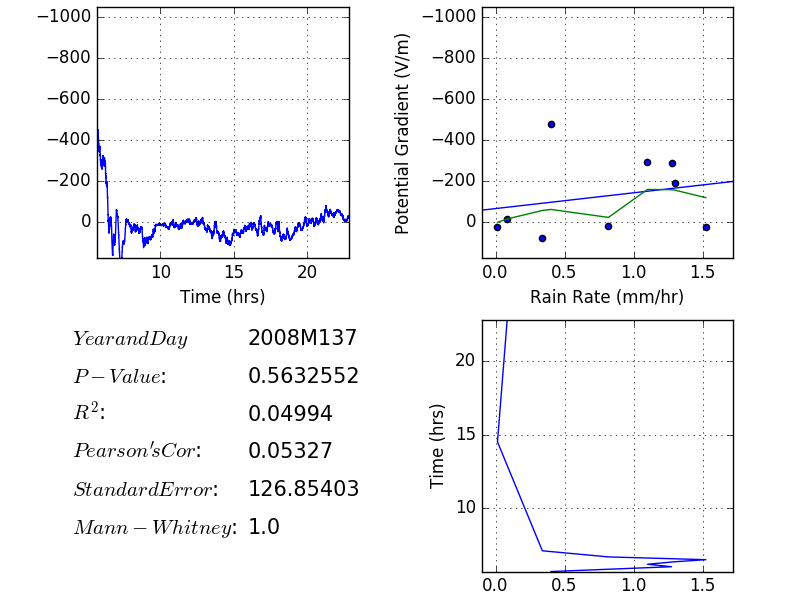 −1000
−800
−600
−400
−200
0
10 15 20
Time (hrs)
Potential Gradient (V/m)
−1000
−800
−600
−400
−200
0
0.0 0.5 1.0 1.5
Rain Rate (mm/hr)
YearandDay 2008M137
P−Value: 0.5632552
R²: 0.04994
Pearson'sCor: 0.05327
StandardError: 126.85403
Mann−Whitney: 1.0
Time (hrs)
20
15
10
0.0 0.5 1.0 1.5